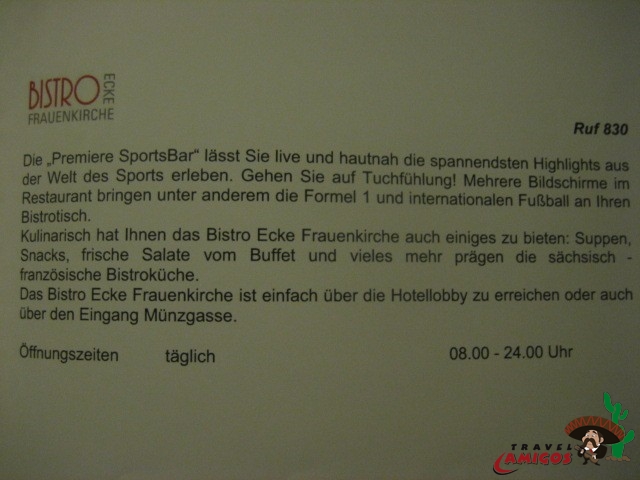 BISTRO ECKE
FRAUENKIRCHE
Ruf 830
Die „Premiere SportsBar“ lässt Sie live und hautnah die spannendsten Highlights aus
der Welt des Sports erleben. Gehen Sie auf Tuchfühlung! Mehrere Bildschirme im
Restaurant bringen unter anderem die Formel 1 und internationalen Fußball an Ihren
Bistrotisch.
Kulinarisch hat Ihnen das Bistro Ecke Frauenkirche auch einiges zu bieten: Suppen,
Snacks, frische Salate vom Buffet und vieles mehr prägen die sächsisch -
französische Bistroküche.
Das Bistro Ecke Frauenkirche ist einfach über die Hotellobby zu erreichen oder auch
über den Eingang Münzgasse.
Öffnungszeiten täglich 08.00 - 24.00 Uhr
TRAVEL
AMIGOS